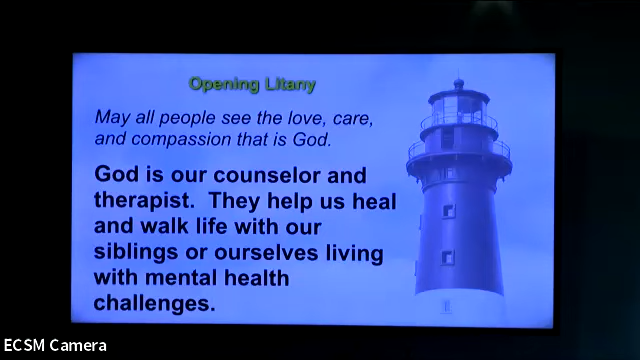 Opening Litany
May all people see the love, care,
and compassion that is God.
God is our counselor and
therapist.  They help us heal
and walk life with our
siblings or ourselves living
with mental health
challenges.
ECSM Camera